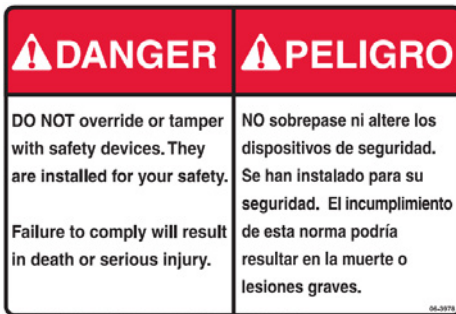 DANGER
DO NOT override or tamper
with safety devices. They
are installed for your safety.
Failure to comply will result
in death or serious injury.
PELIGRO
NO sobrepase ni altere los
dispositivos de seguridad.
Se han instalado para su
seguridad. El incumplimiento
de esta norma podría
resultar en la muerte o
lesiones graves.